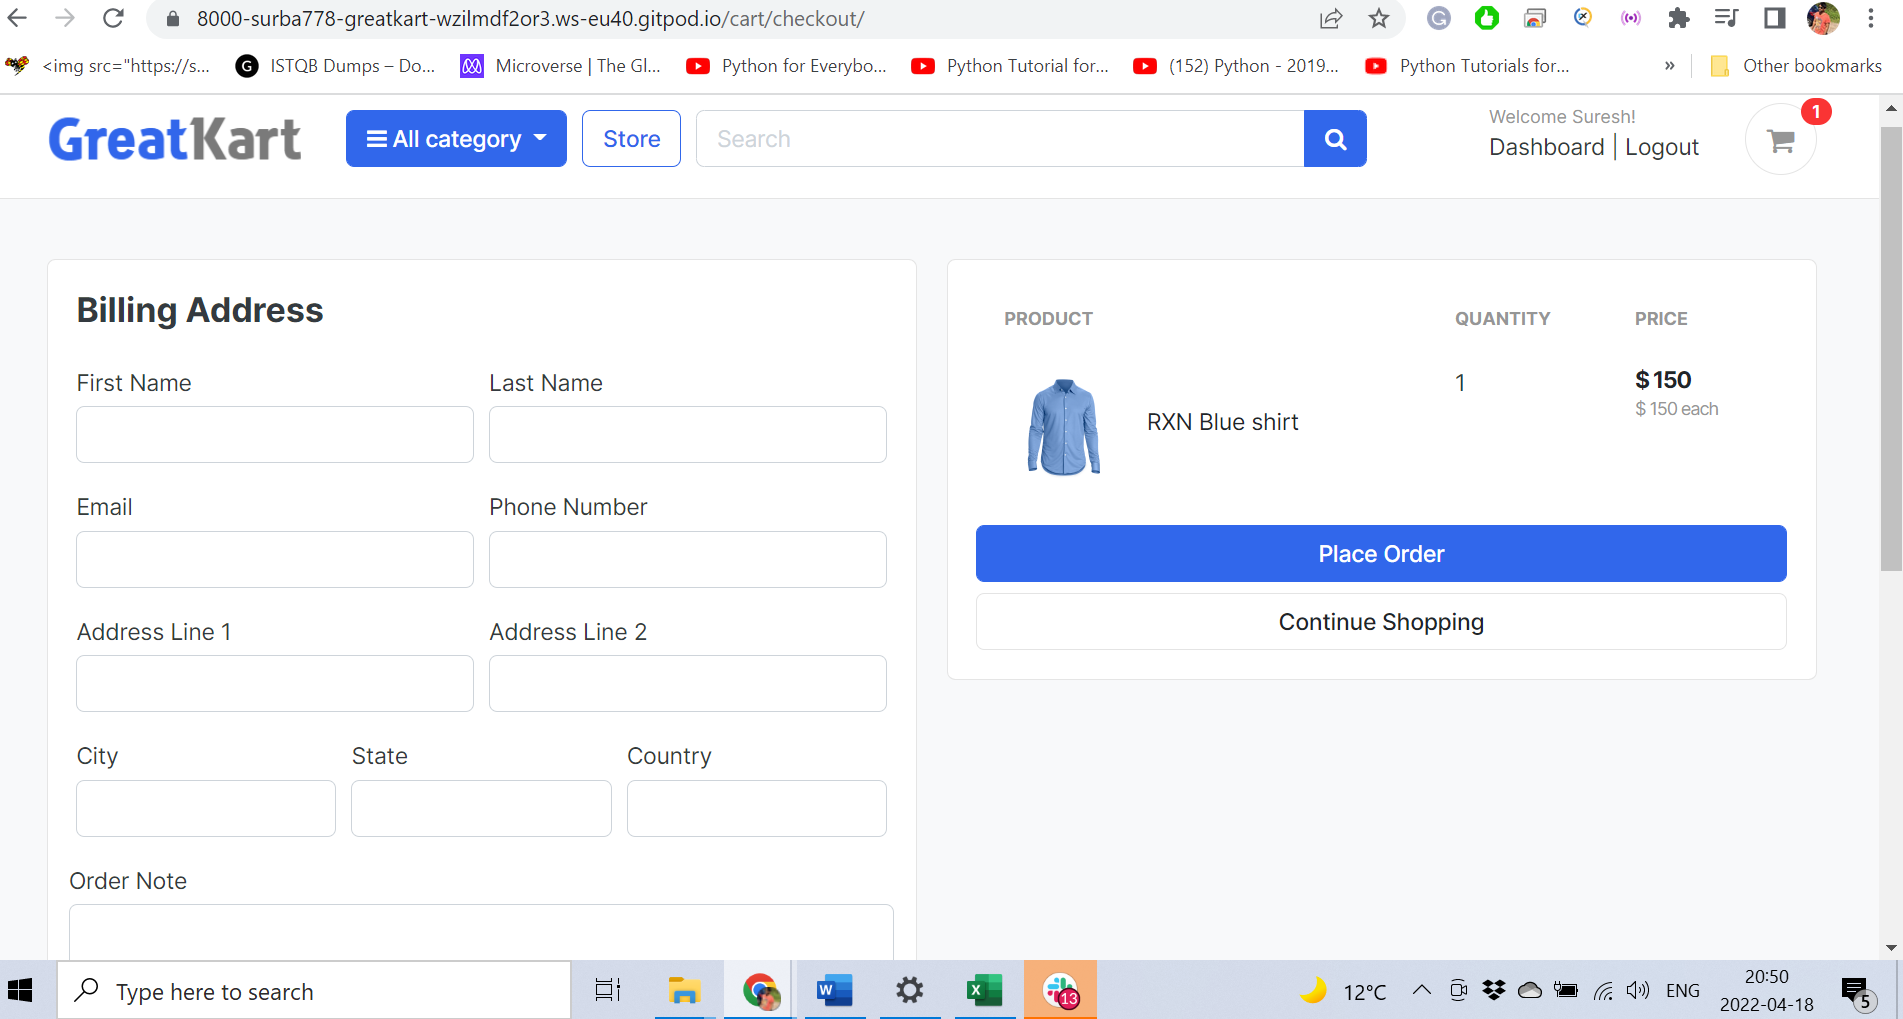 8000-surba778-greatkart-wzilmdf2or3.ws-eu40.gitpod.io/cart/checkout/
<img src="https://s... ISTQB Dumps – Do... Microverse | The Gl... Python for Everybo... Python Tutorial for... (152) Python - 2019... Python Tutorials for... » Other bookmarks
GreatKart All category Store Search Welcome Suresh! 1
Dashboard | Logout
Billing Address
First Name Last Name
Email Phone Number
Address Line 1 Address Line 2
City State Country
Order Note
PRODUCT QUANTITY PRICE
RXN Blue shirt 1 $ 150
$ 150 each
Place Order
Continue Shopping
Type here to search W X 13 12°C ENG 20:50
2022-04-18 5